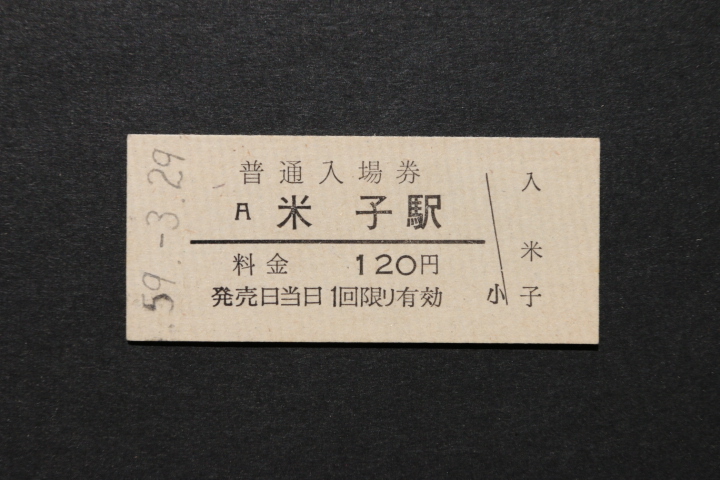 59.-3.29
普通入場券
A 米子駅
料金 120円
発売日当日1回限り有効
小
入
米
子